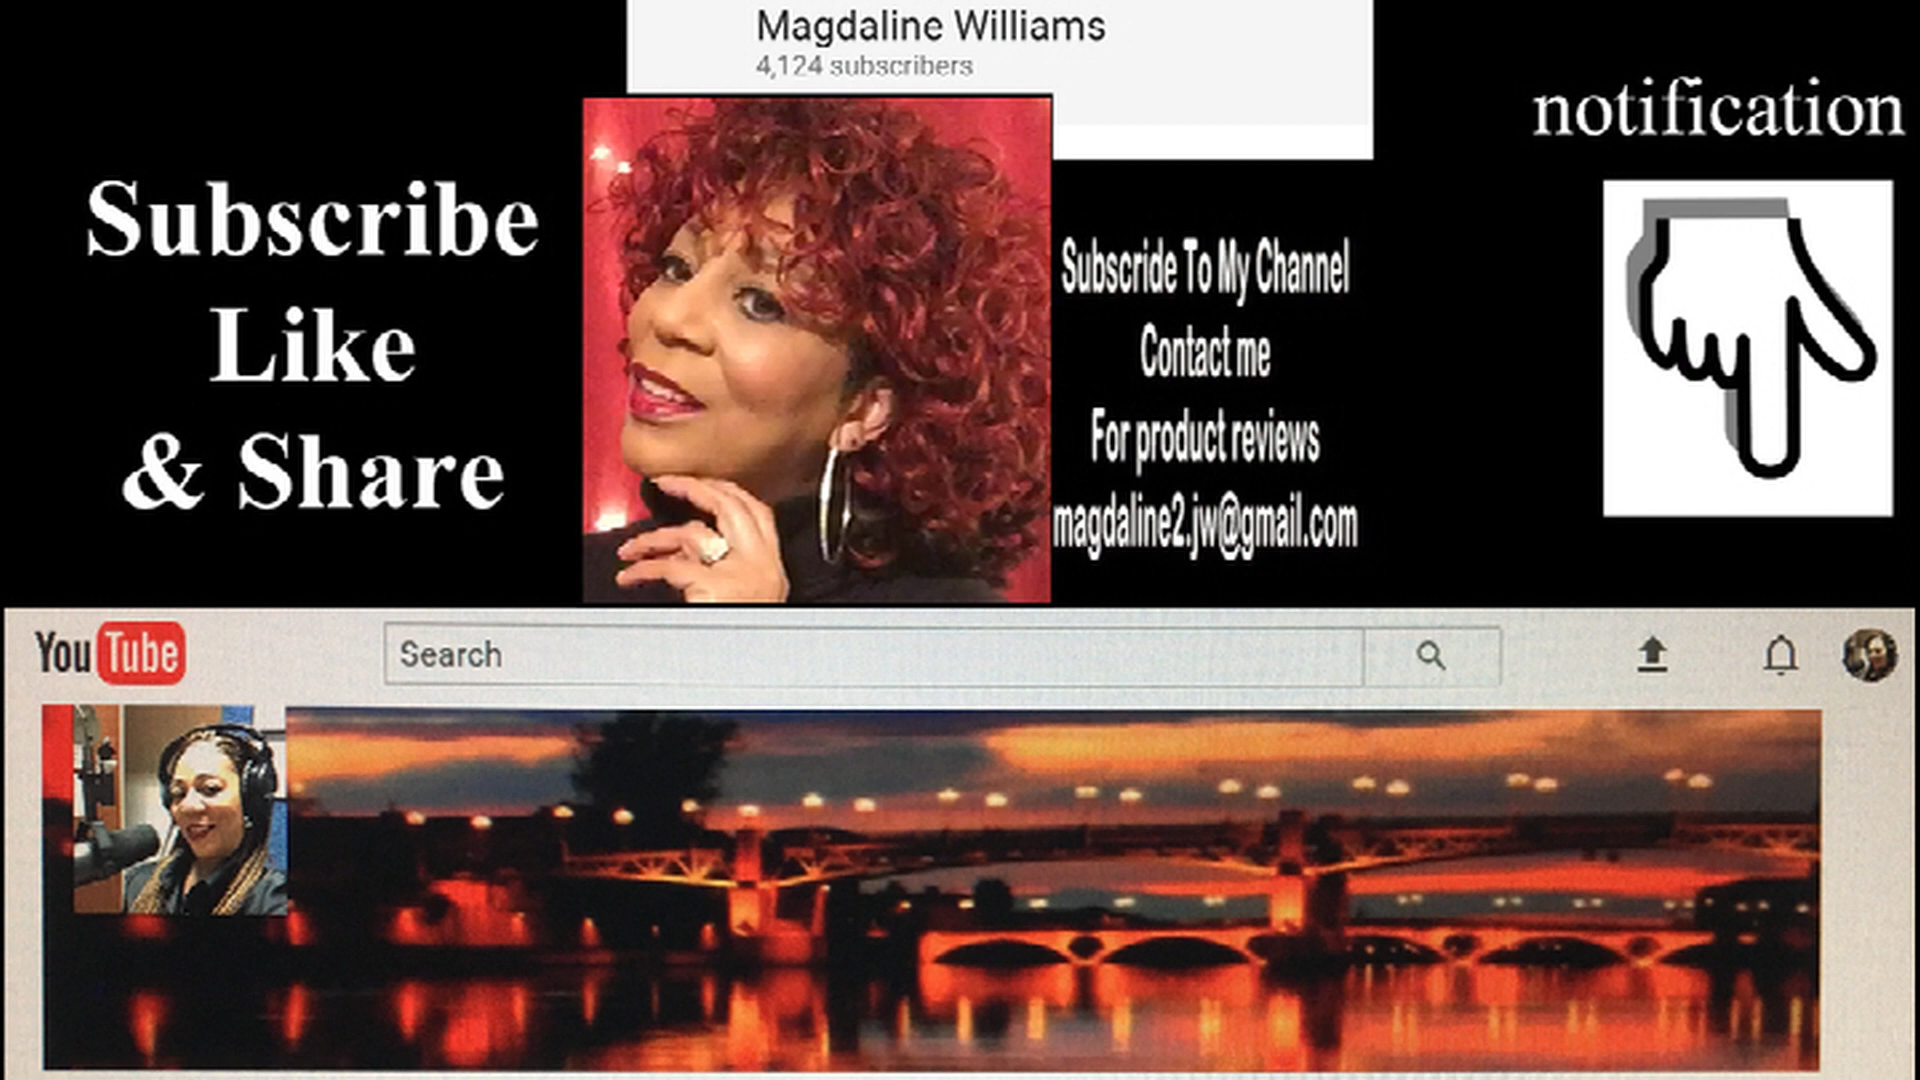 Magdaline Williams
4,124 subscribers
notification
Subscribe
Like
& Share
Subscride To My Channel
Contact me
For product reviews
magdaline2.jw@gmail.com
YouTube
Search